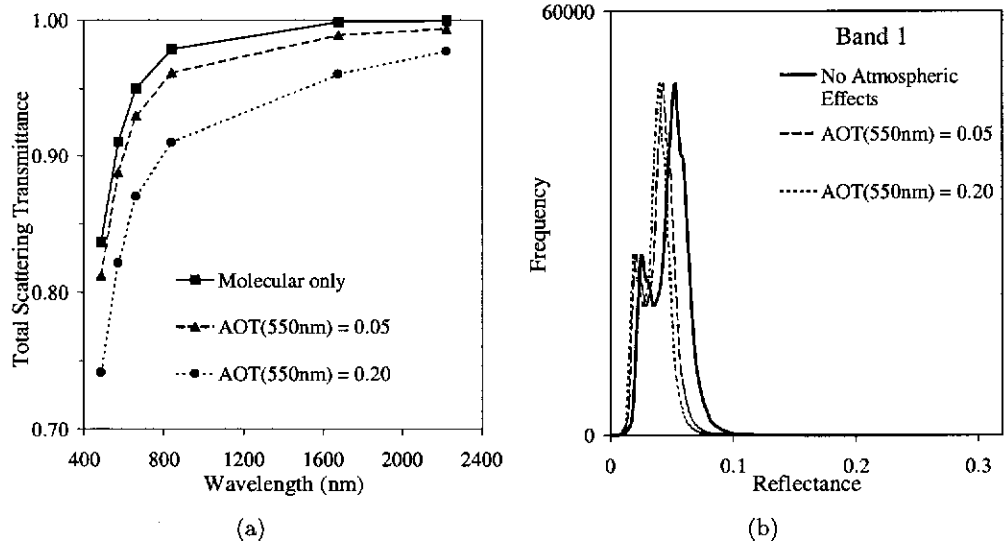 1.00
0.90
0.80
0.70
Total Scattering Transmittance
Molecular only
AOT(550nm) = 0.05
AOT(550nm) = 0.20
400
800
1200
1600
2000
2400
Wavelength (nm)
(a)
60000
0
Frequency
Band 1
No Atmospheric
Effects
AOT(550nm) = 0.05
AOT(550nm) = 0.20
0
0.1
0.2
0.3
Reflectance
(b)